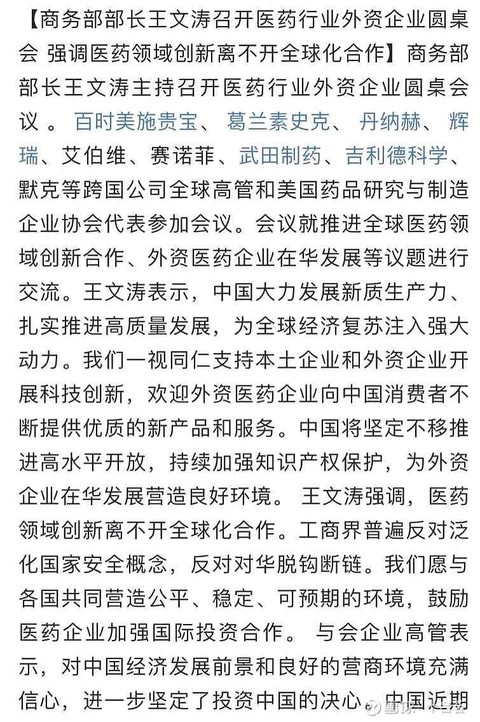 【商务部部长王文涛召开医药行业外资企业圆桌
会 强调医药领域创新离不开全球化合作】商务部
部长王文涛主持召开医药行业外资企业圆桌会
议 。 百时美施贵宝、 葛兰素史克、 丹纳赫、 辉
瑞、艾伯维、赛诺菲、武田制药、吉利德科学、
默克等跨国公司全球高管和美国药品研究与制造
企业协会代表参加会议。会议就推进全球医药领
域创新合作、外资医药企业在华发展等议题进行
交流。王文涛表示，中国大力发展新质生产力、
扎实推进高质量发展，为全球经济复苏注入强大
动力。我们一视同仁支持本土企业和外资企业开
展科技创新，欢迎外资医药企业向中国消费者不
断提供优质的新产品和服务。中国将坚定不移推
进高水平开放，持续加强知识产权保护，为外资
企业在华发展营造良好环境。 王文涛强调，医药
领域创新离不开全球化合作。工商界普遍反对泛
化国家安全概念，反对对华脱钩断链。我们愿与
各国共同营造公平、稳定、可预期的环境，鼓励
医药企业加强国际投资合作。 与会企业高管表
示，对中国经济发展前景和良好的营商环境充满
信心，进一步坚定了投资中国的决心。中国近期